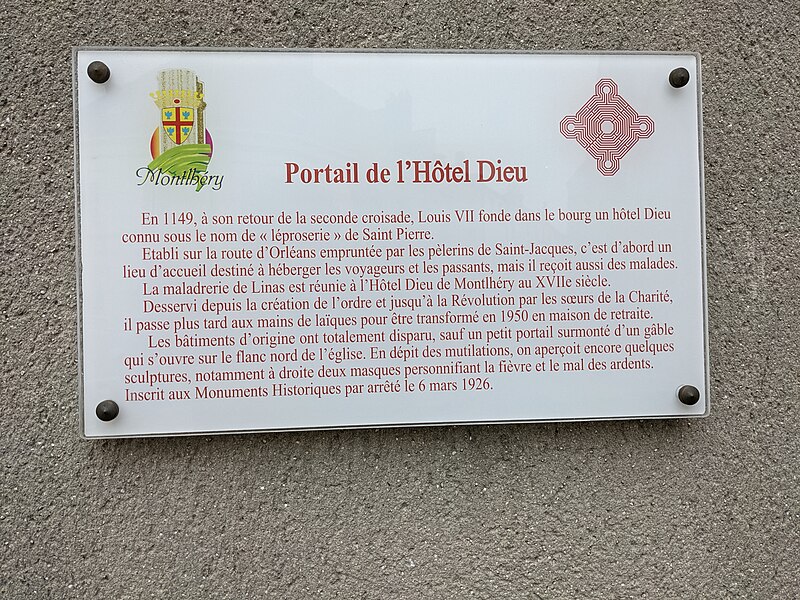 Montlhéry
Portail de l'Hôtel Dieu
En 1149, à son retour de la seconde croisade, Louis VII fonde dans le bourg un hôtel Dieu
connu sous le nom de « léproserie » de Saint Pierre.
Etabli sur la route d'Orléans empruntée par les pèlerins de Saint-Jacques, c'est d'abord un
lieu d'accueil destiné à héberger les voyageurs et les passants, mais il reçoit aussi des malades.
La maladrerie de Linas est réunie à l'Hôtel Dieu de Montlhéry au XVIIe siècle.
Desservi depuis la création de l'ordre et jusqu'à la Révolution par les sœurs de la Charité,
il passe plus tard aux mains de laïques pour être transformé en 1950 en maison de retraite.
Les bâtiments d'origine ont totalement disparu, sauf un petit portail surmonté d'un gâble
qui s'ouvre sur le flanc nord de l'église. En dépit des mutilations, on aperçoit encore quelques
sculptures, notamment à droite deux masques personnifiant la fièvre et le mal des ardents.
Inscrit aux Monuments Historiques par arrêté le 6 mars 1926.